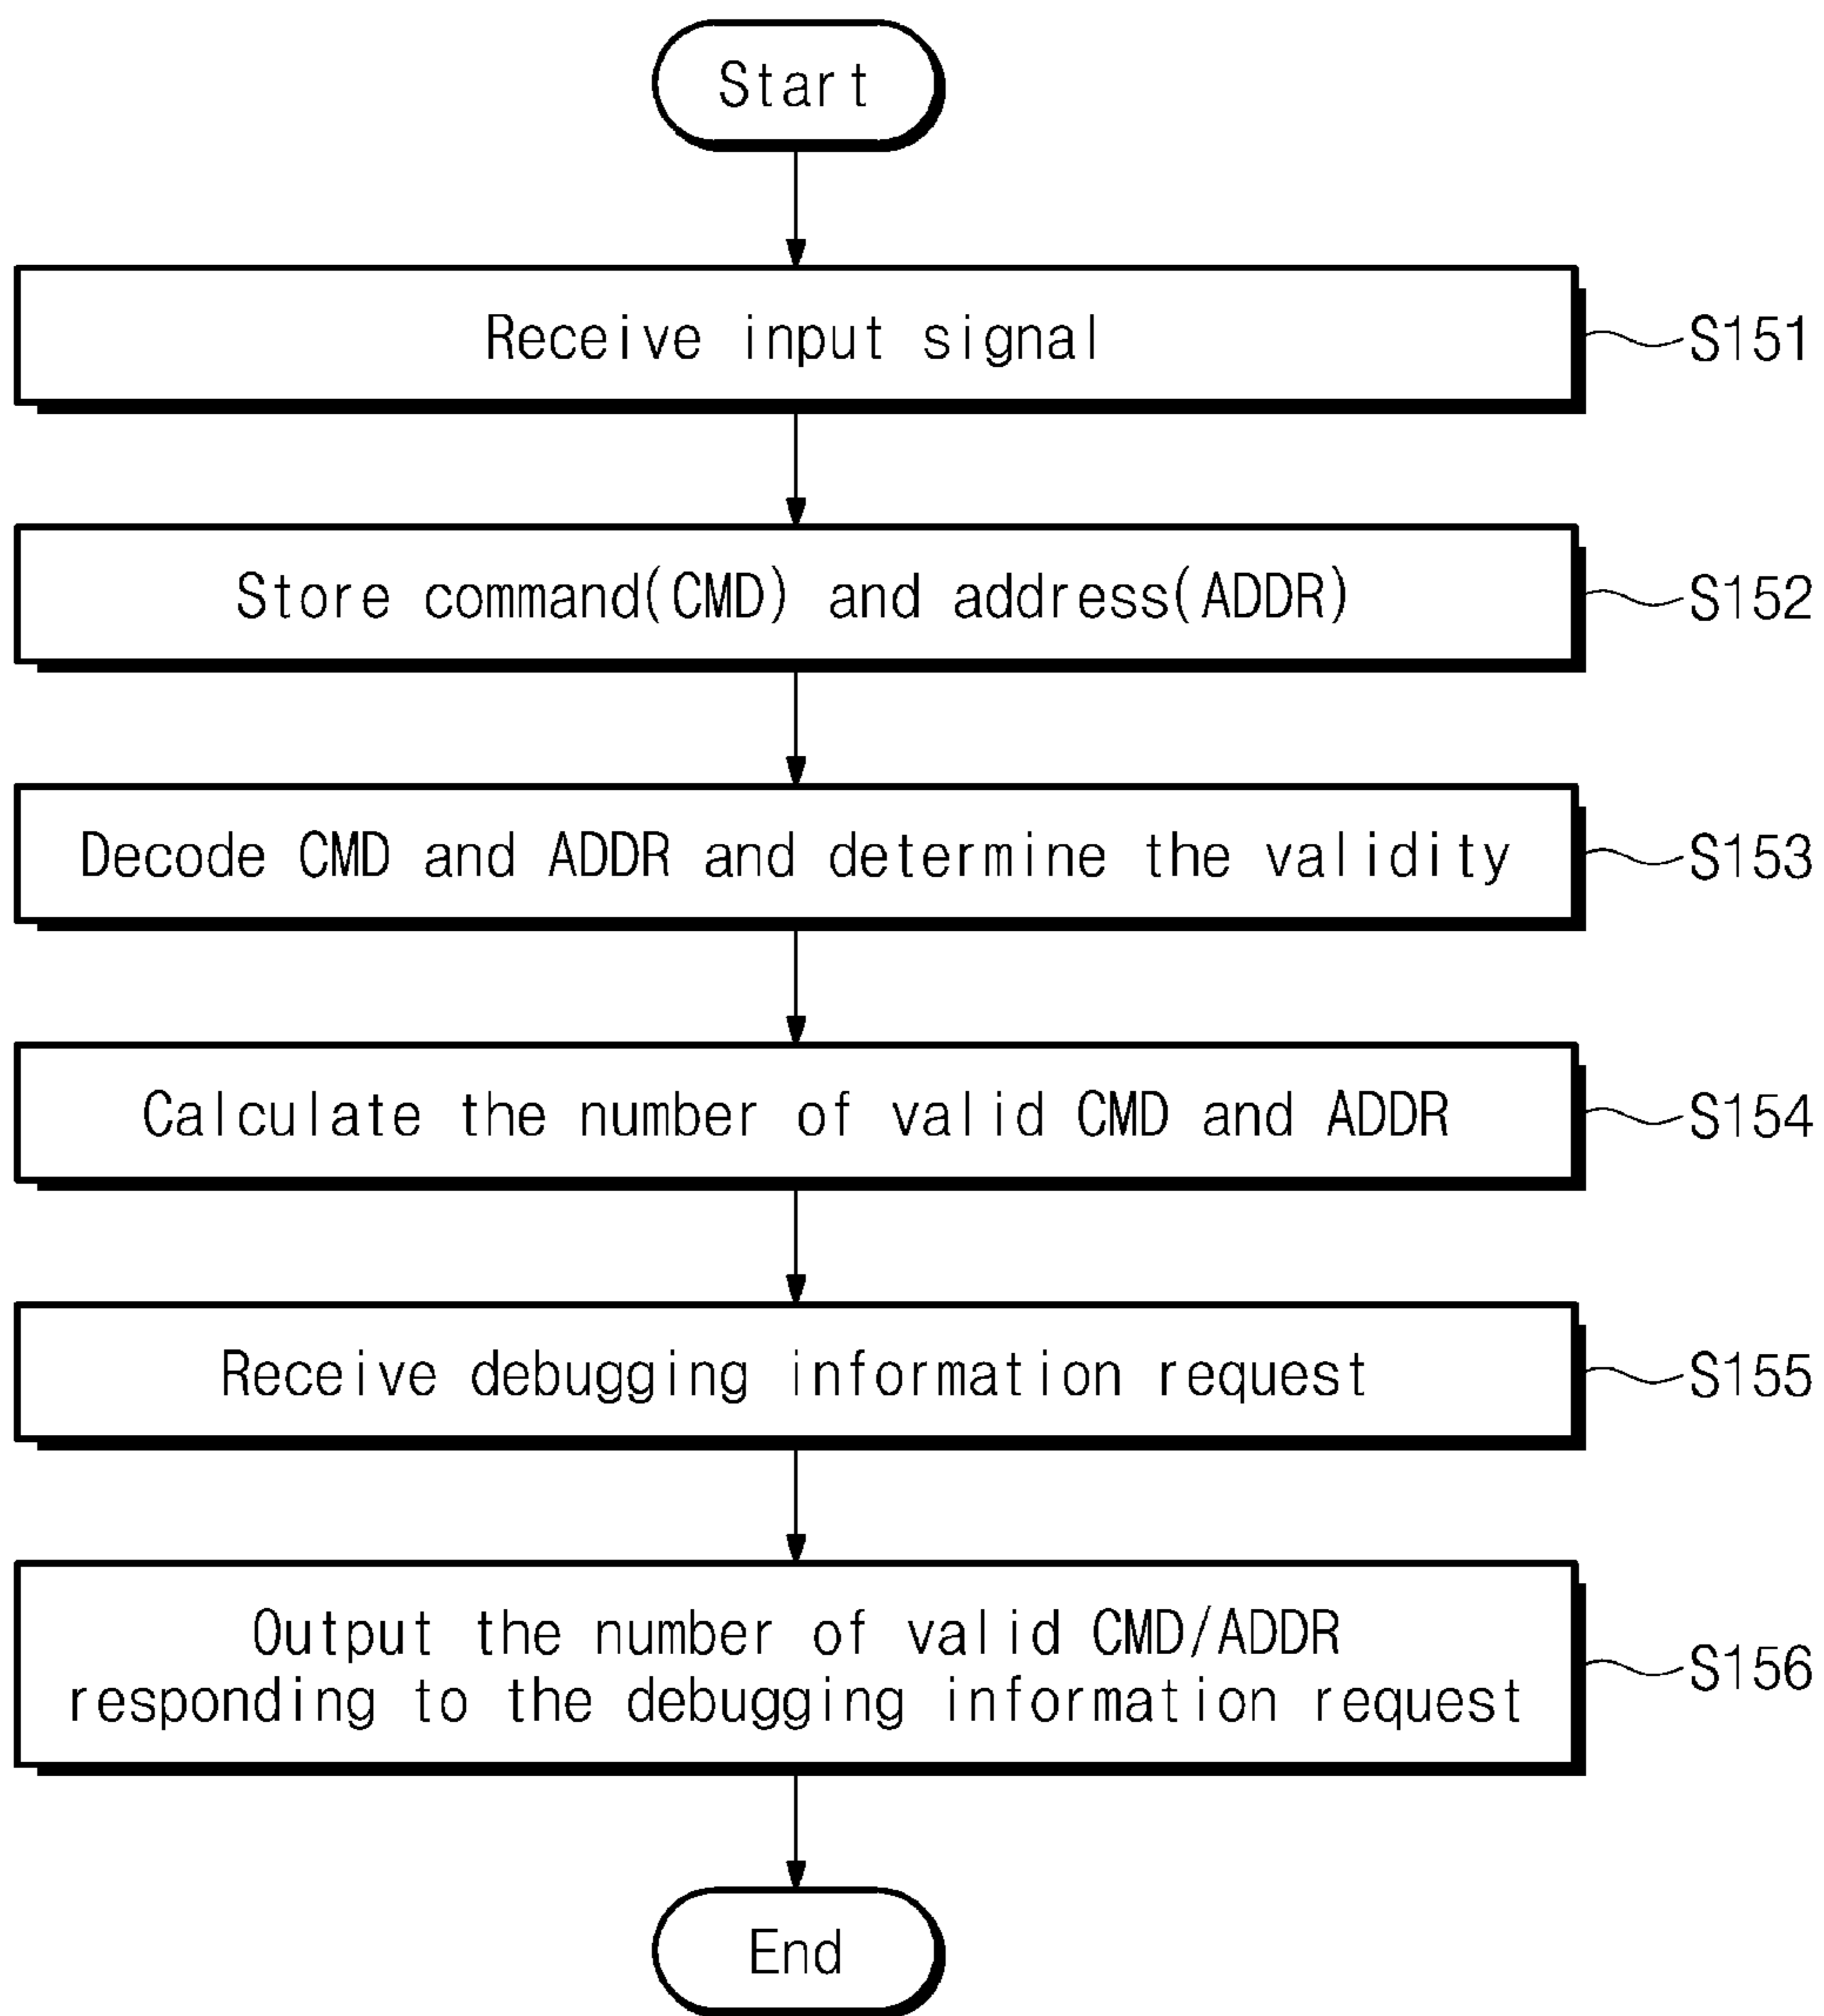 Start
Receive input signal
S151
Store command(CMD) and address(ADDR)
S152
Decode CMD and ADDR and determine the validity
S153
Calculate the number of valid CMD and ADDR
S154
Receive debugging information request
S155
Output the number of valid CMD/ADDR
responding to the debugging information request
S156
End